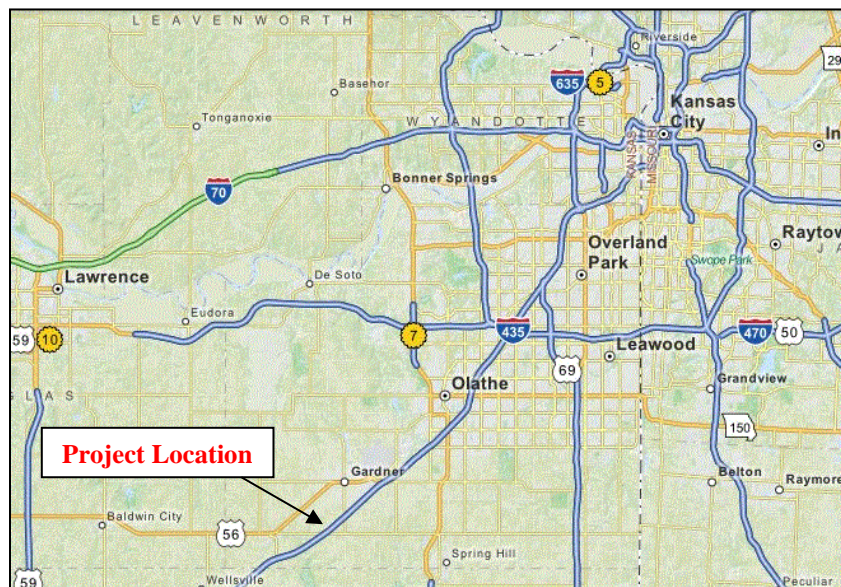 LEAVENWORTH
Riverside
29
Basehor
635
5
Kansas
City
Tonganoxie
WYANDOTTE
In
KANSAS
MISSOURI
70
Bonner Springs
Raytow
JA
Overland
Park
Swope Park
Lawrence
De Soto
Eudora
59
10
7
435
470
50
Leawood
69
Grandview
GLAS
Olathe
150
Project Location
Gardner
Belton
Raymore
Baldwin City
56
Spring Hill
59
Wellsville
Peculiar